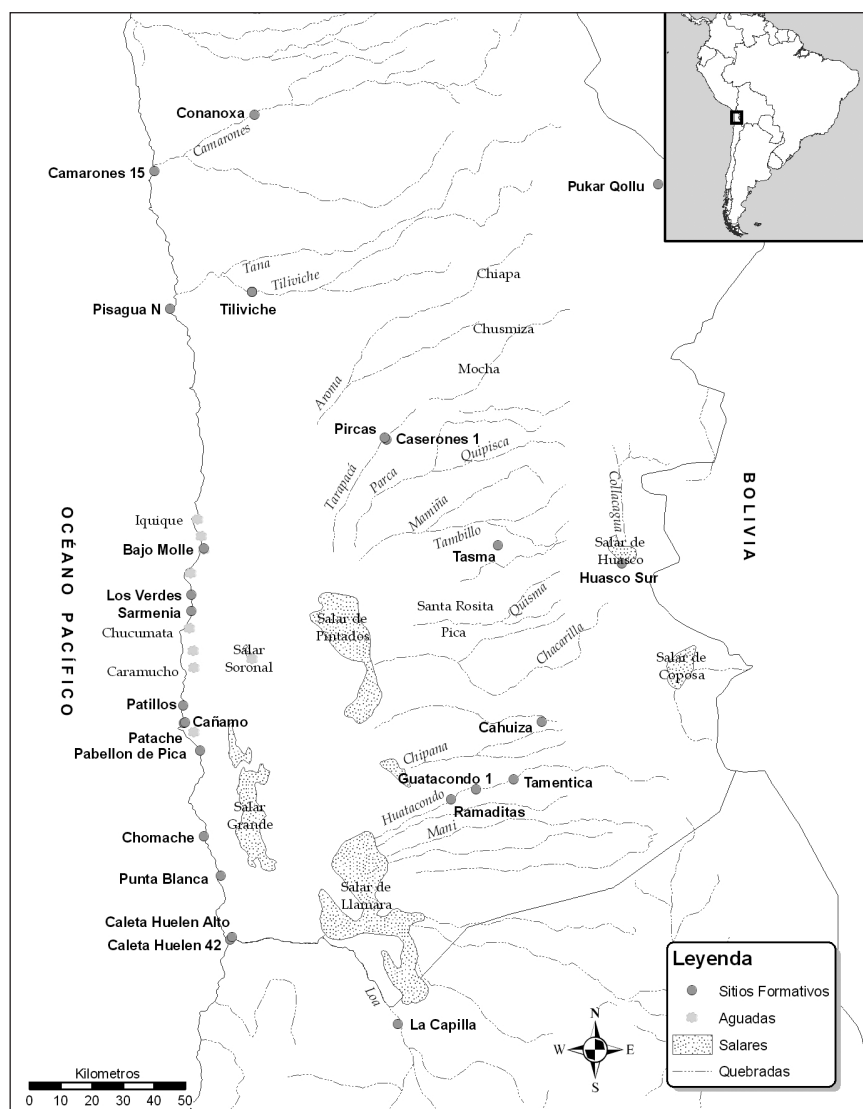 Conanoxa
Camarones
Camarones 15
Pukar Qollu
Tana
Tiliviche
Chiapa
Pisagua N
Tiliviche
Chusmiza
Mocha
Aroma
Pircas
Caserones 1
Quipisca
Tarapacá
Parca
Collacagua
Mamiña
OCÉANO PACÍFICO
BOLIVIA
Iquique
Tambillo
Bajo Molle
Tasma
Salar de
Huasco
Huasco Sur
Los Verdes
Sarmenia
Santa Rosita
Quisma
Salar de
Pintados
Pica
Chucumata
Chacarilla
Sálar
Soronal
Caramucho
Salar de
Coposa
Patillos
Cañamo
Cahuiza
Patache
Pabellon de Pica
Chipana
Guatacondo 1
Tamentica
Huatacondo
Ramaditas
Salar
Grande
Mani
Chomache
Punta Blanca
Salar de
Llamara
Caleta Huelen Alto
Caleta Huelen 42
Loa
La Capilla
N
W
E
S
Leyenda
Sitios Formativos
Aguadas
Salares
Quebradas
Kilometros
0 10 20 30 40 50